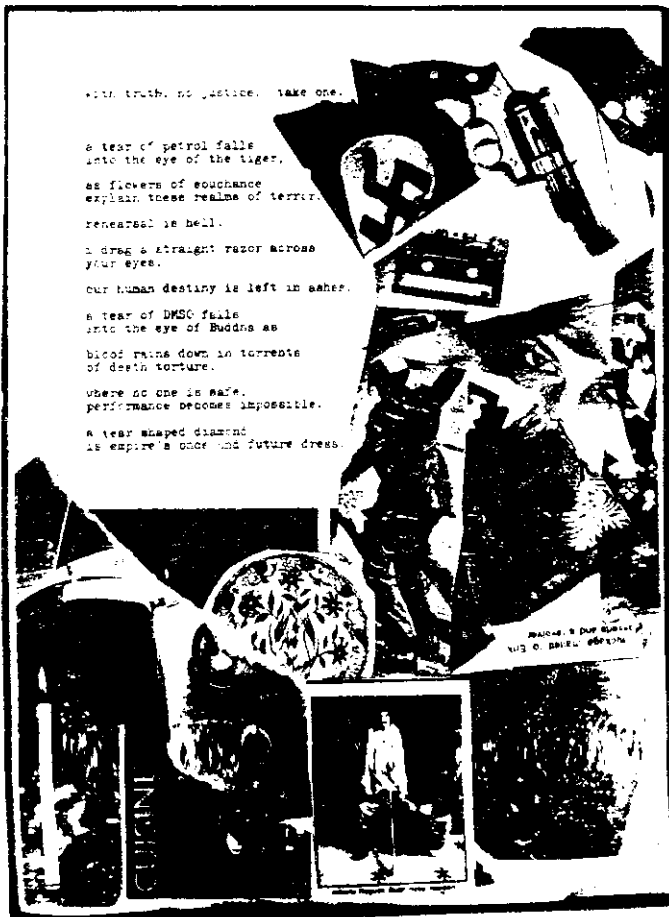 with truth, no justice. take one.
a tear of petrol falls
into the eye of the tiger,
as flowers of souchance
explain these realms of terror.
rehearsal is hell.
i drag a straight razor across
your eyes.
our human destiny is left in ashes.
a tear of DMSO falls
into the eye of Buddha as
blood rains down in torrents
of death torture.
where no one is safe,
performance becomes impossible.
a tear shaped diamond
is empire's once and future dress.